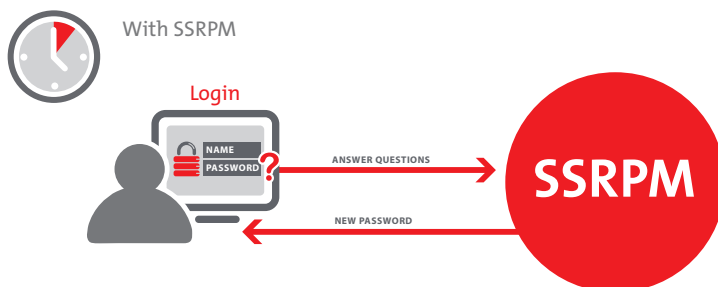 With SSRPM
Login
NAME
PASSWORD
?
ANSWER QUESTIONS
NEW PASSWORD
SSRPM